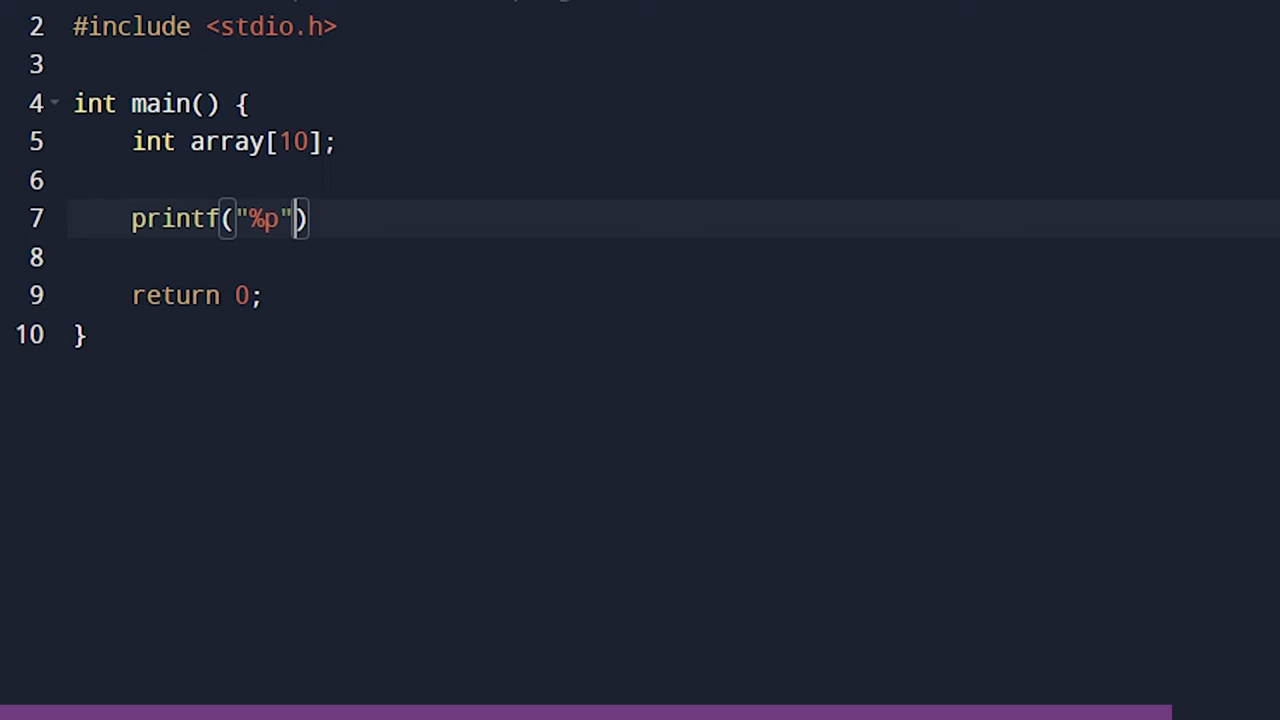 2 #include <stdio.h>
3
4 int main() {
5 int array[10];
6
7 printf("%p")
8
9 return 0;
10 }